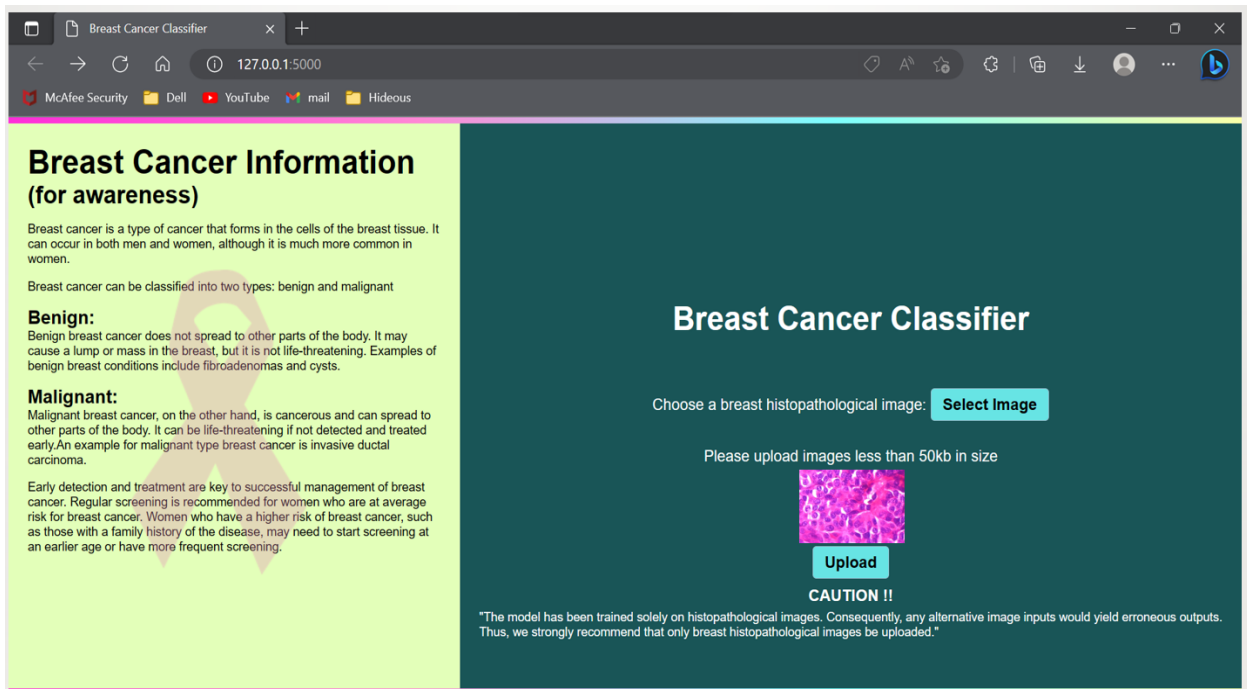 Breast Cancer Classifier
127.0.0.1:5000
McAfee Security Dell YouTube mail Hideous
Breast Cancer Information
(for awareness)
Breast cancer is a type of cancer that forms in the cells of the breast tissue. It
can occur in both men and women, although it is much more common in
women.
Breast cancer can be classified into two types: benign and malignant
Benign:
Benign breast cancer does not spread to other parts of the body. It may
cause a lump or mass in the breast, but it is not life-threatening. Examples of
benign breast conditions include fibroadenomas and cysts.
Malignant:
Malignant breast cancer, on the other hand, is cancerous and can spread to
other parts of the body. It can be life-threatening if not detected and treated
early.An example for malignant type breast cancer is invasive ductal
carcinoma.
Early detection and treatment are key to successful management of breast
cancer. Regular screening is recommended for women who are at average
risk for breast cancer. Women who have a higher risk of breast cancer, such
as those with a family history of the disease, may need to start screening at
an earlier age or have more frequent screening.
Breast Cancer Classifier
Choose a breast histopathological image: Select Image
Please upload images less than 50kb in size
Upload
CAUTION !!
"The model has been trained solely on histopathological images. Consequently, any alternative image inputs would yield erroneous outputs.
Thus, we strongly recommend that only breast histopathological images be uploaded."